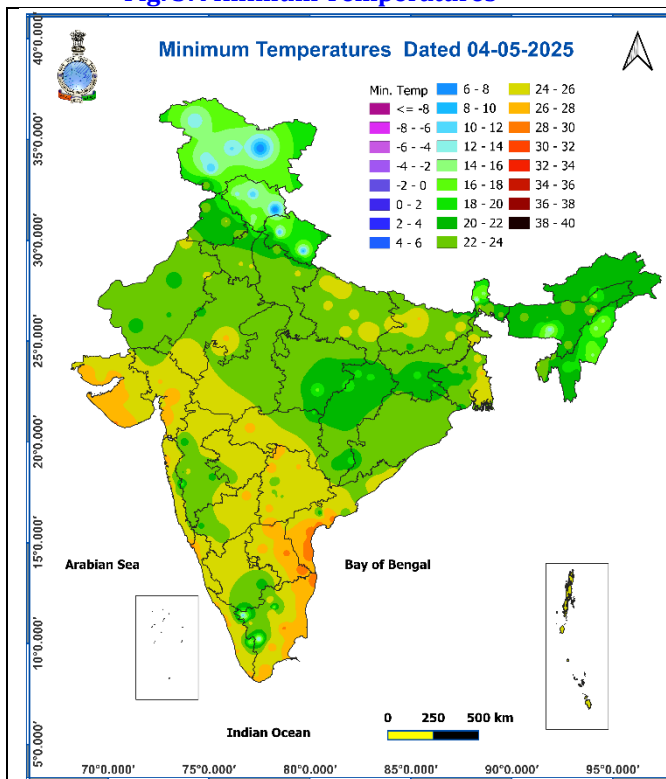 Fig. 3: Minimum Temperatures
Minimum Temperatures Dated 04-05-2025
Min. Temp
<= -8
-8 - -6
-6 - -4
-4 - -2
-2 - 0
0 - 2
2 - 4
4 - 6
6 - 8
8 - 10
10 - 12
12 - 14
14 - 16
16 - 18
18 - 20
20 - 22
22 - 24
24 - 26
26 - 28
28 - 30
30 - 32
32 - 34
34 - 36
36 - 38
38 - 40
40°0.000'
35°0.000'
30°0.000'
25°0.000'
20°0.000'
15°0.000'
10°0.000'
5°0.000'
Arabian Sea
Bay of Bengal
Indian Ocean
0 250 500 km
70°0.000' 75°0.000' 80°0.000' 85°0.000' 90°0.000' 95°0.000'